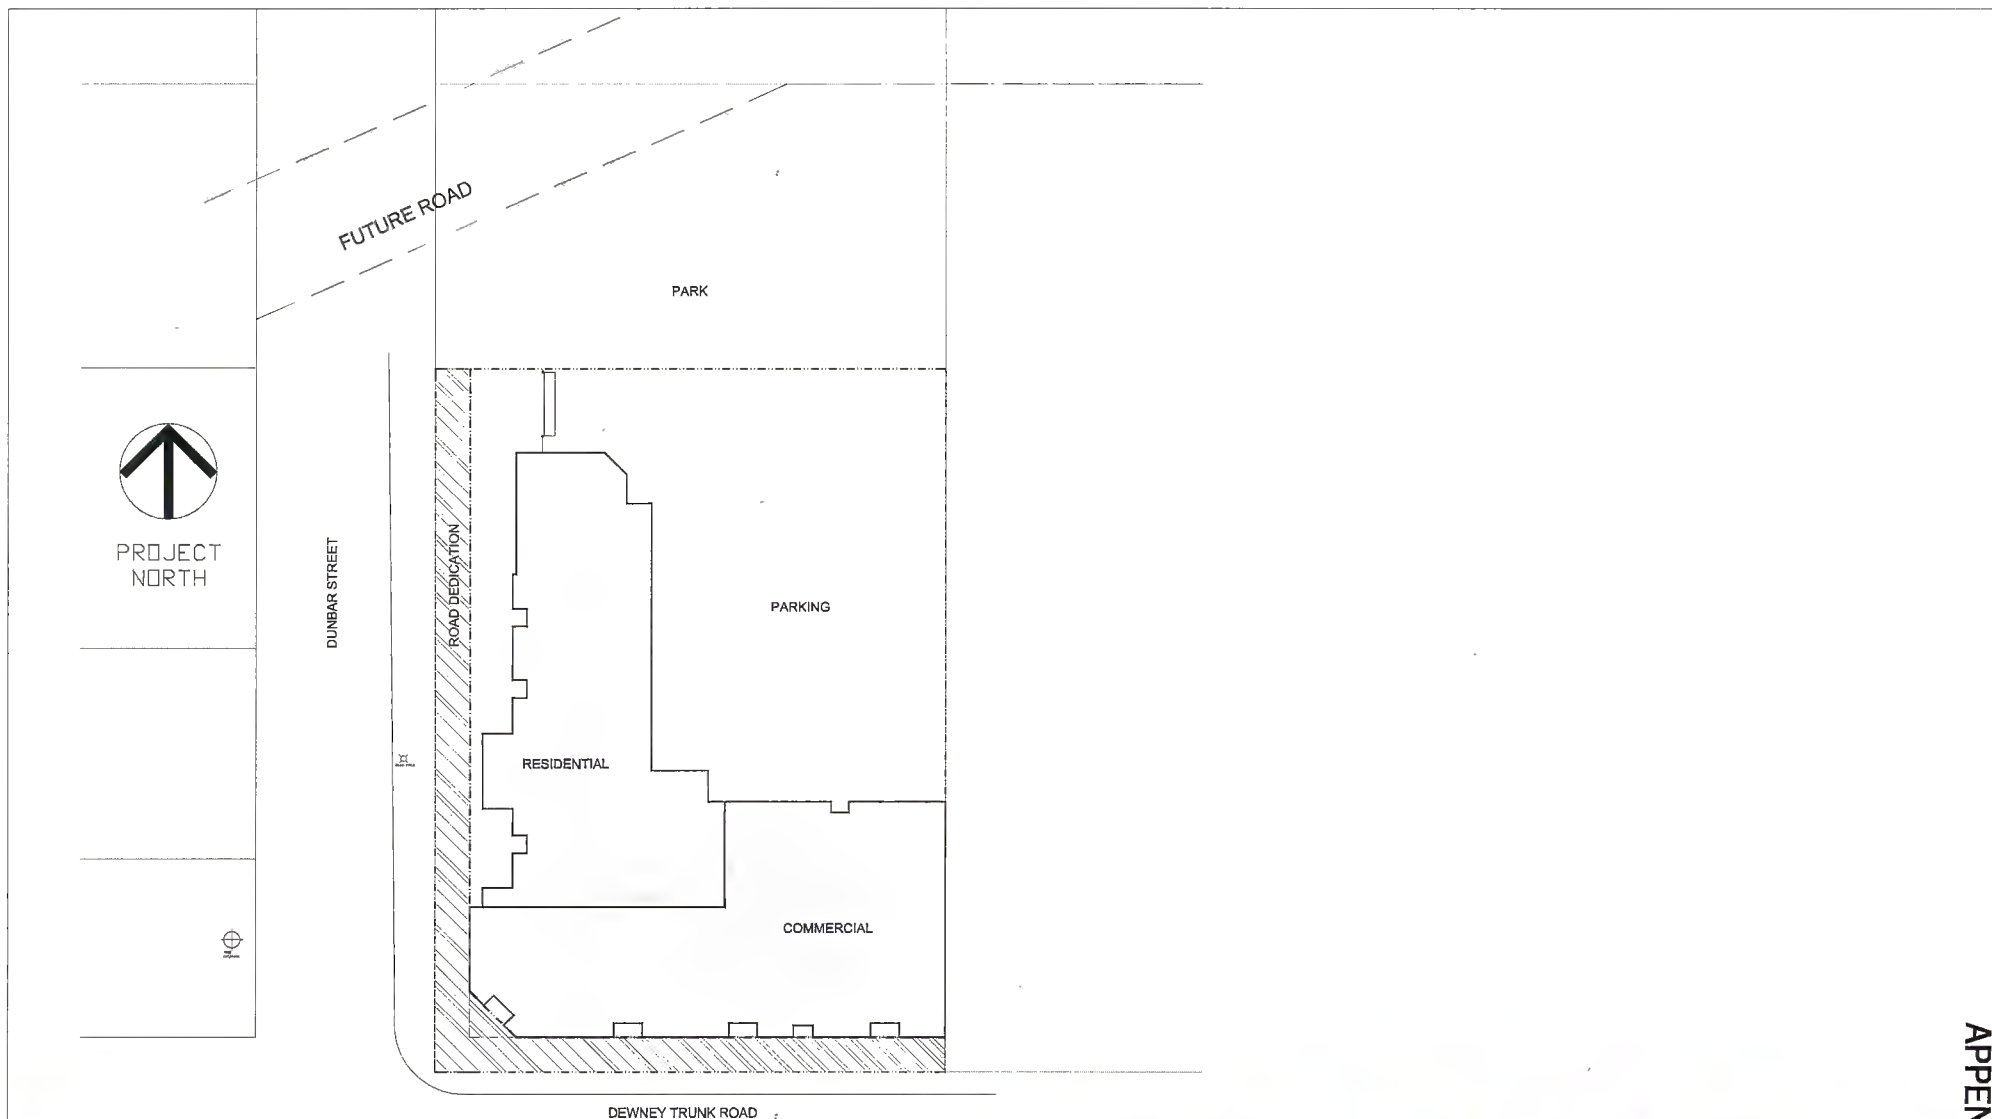 FUTURE ROAD
PARK
PROJECT
NORTH
DUNBAR STREET
ROAD DEDICATION
PARKING
RESIDENTIAL
COMMERCIAL
DEWNEY TRUNK ROAD
APPEN